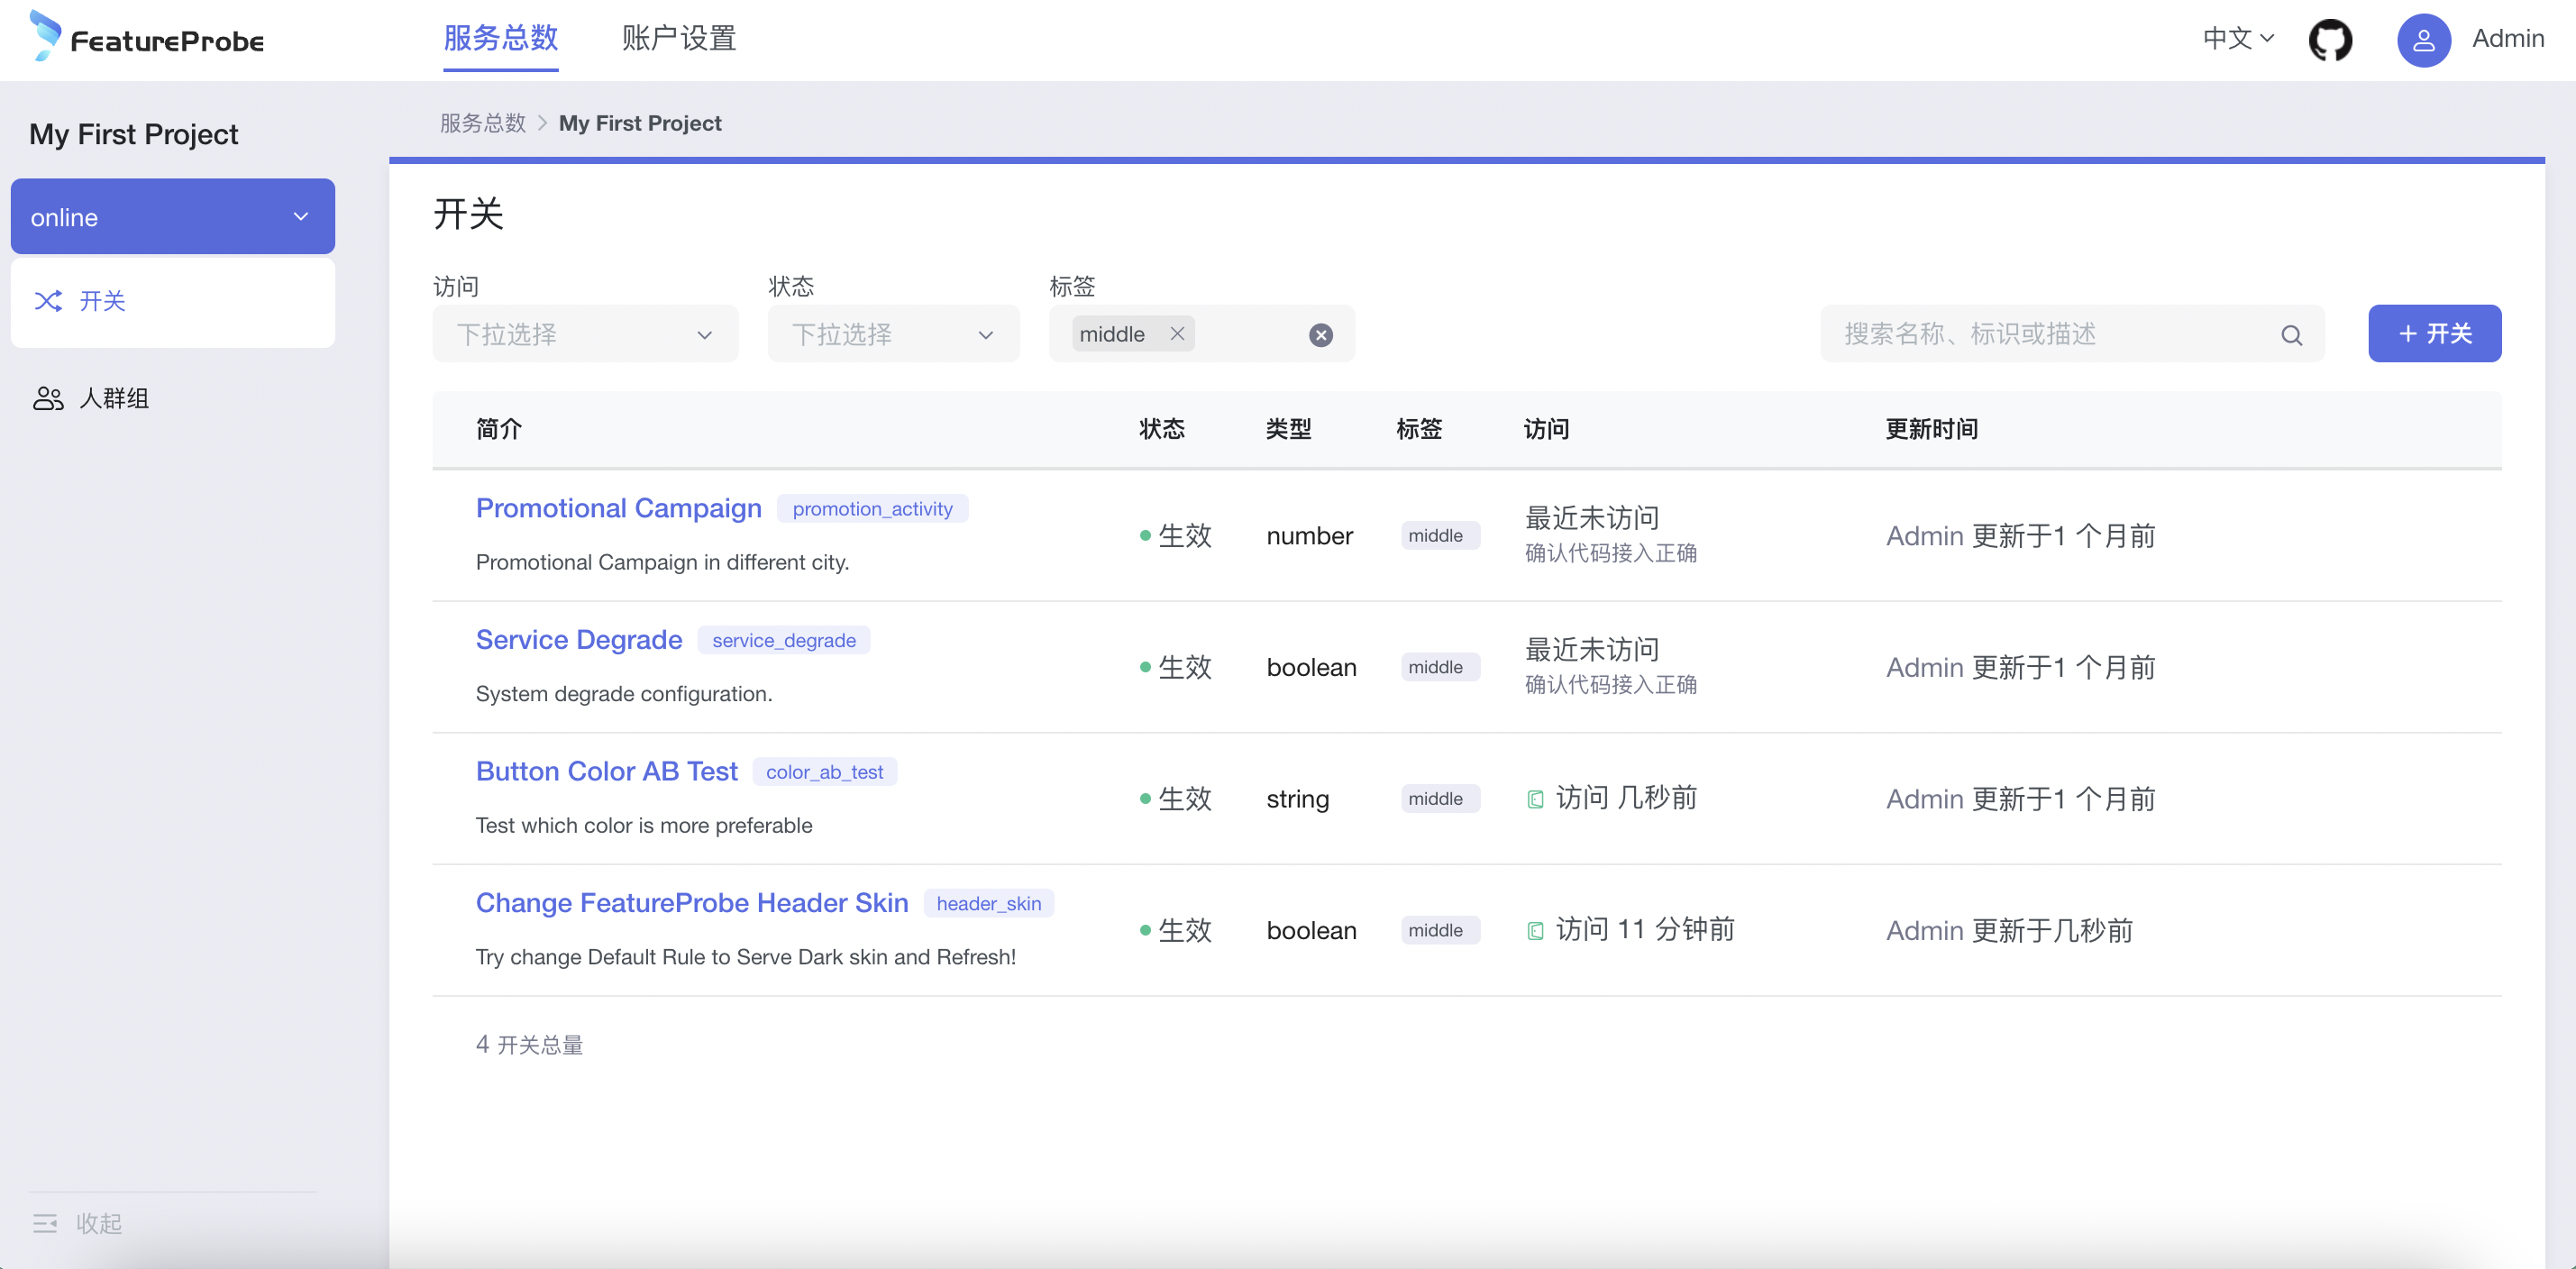 FeatureProbe
服务总数
账户设置
中文
Admin
My First Project
online
开关
人群组
收起
服务总数 > My First Project
开关
访问
状态
标签
下拉选择
下拉选择
middle
搜索名称、标识或描述
+ 开关
简介 状态 类型 标签 访问 更新时间
Promotional Campaign promotion_activity
Promotional Campaign in different city.
生效 number middle
最近未访问
确认代码接入正确
Admin 更新于1 个月前
Service Degrade service_degrade
System degrade configuration.
生效 boolean middle
最近未访问
确认代码接入正确
Admin 更新于1 个月前
Button Color AB Test color_ab_test
Test which color is more preferable
生效 string middle
访问 几秒前
Admin 更新于1 个月前
Change FeatureProbe Header Skin header_skin
Try change Default Rule to Serve Dark skin and Refresh!
生效 boolean middle
访问 11 分钟前
Admin 更新于几秒前
4 开关总量